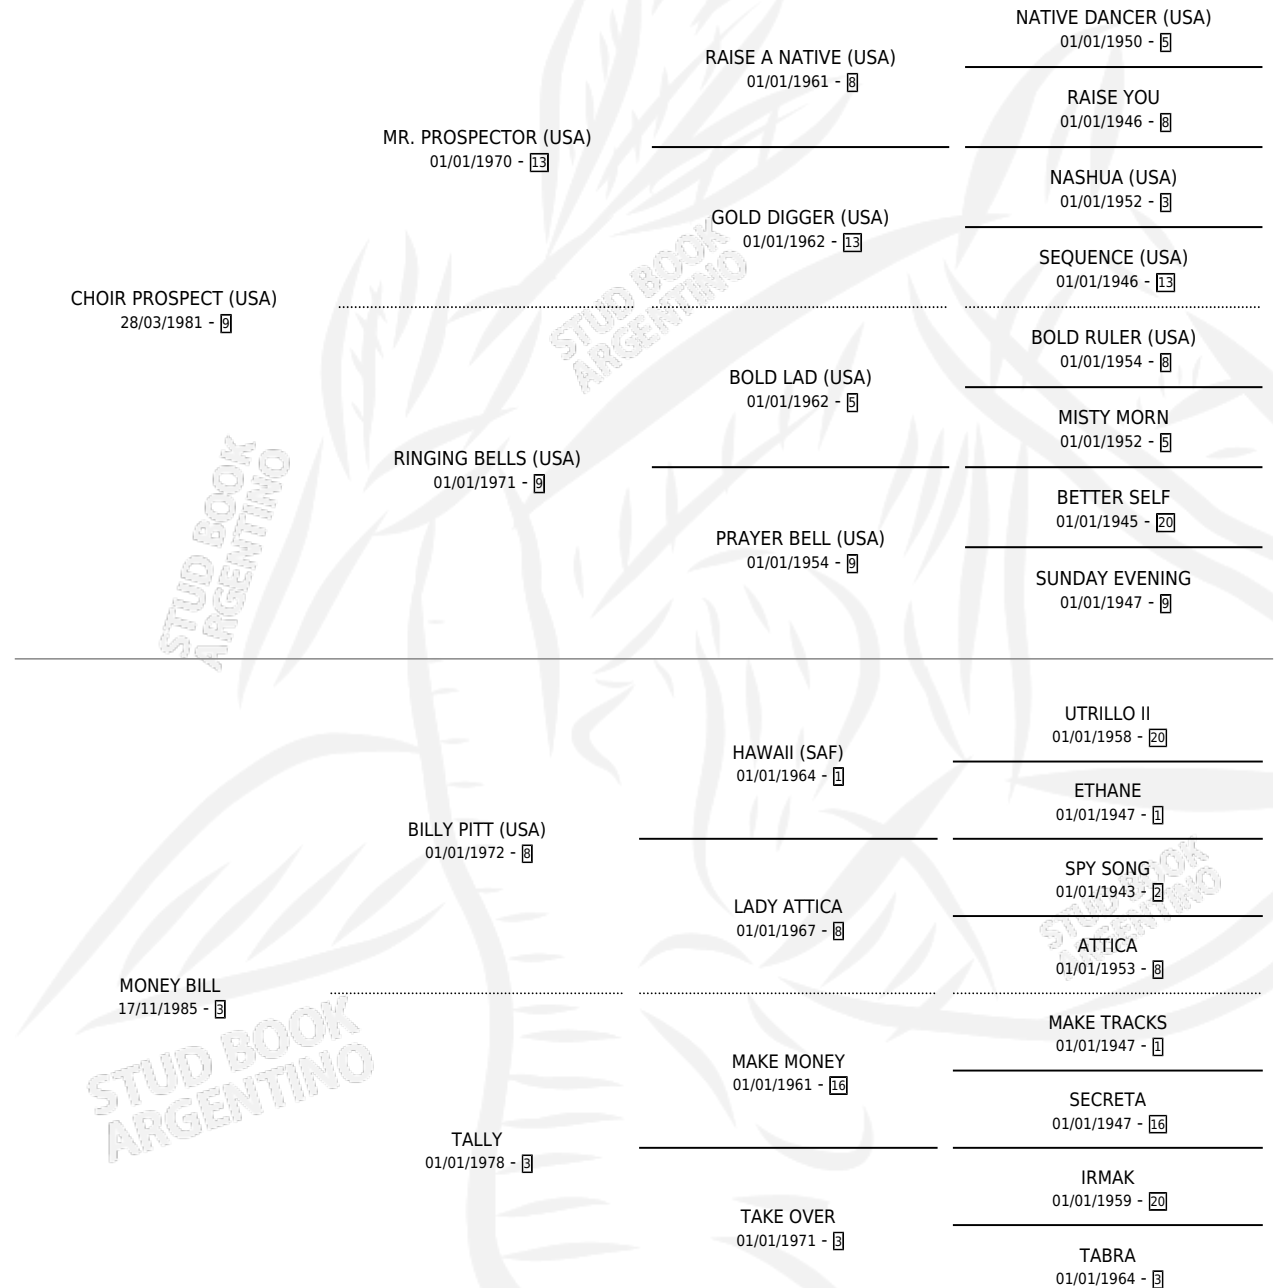 NATIVE DANCER (USA)
01/01/1950 - 5
RAISE A NATIVE (USA)
01/01/1961 - 8
RAISE YOU
01/01/1946 - 8
MR. PROSPECTOR (USA)
01/01/1970 - 13
NASHUA (USA)
01/01/1952 - 3
GOLD DIGGER (USA)
01/01/1962 - 13
SEQUENCE (USA)
01/01/1946 - 13
CHOIR PROSPECT (USA)
28/03/1981 - 9
BOLD RULER (USA)
01/01/1954 - 8
BOLD LAD (USA)
01/01/1962 - 5
MISTY MORN
01/01/1952 - 5
RINGING BELLS (USA)
01/01/1971 - 9
BETTER SELF
01/01/1945 - 20
PRAYER BELL (USA)
01/01/1954 - 9
SUNDAY EVENING
01/01/1947 - 9
UTRILLO II
01/01/1958 - 20
HAWAII (SAF)
01/01/1964 - 1
ETHANE
01/01/1947 - 1
BILLY PITT (USA)
01/01/1972 - 8
SPY SONG
01/01/1943 - 2
LADY ATTICA
01/01/1967 - 8
ATTICA
01/01/1953 - 8
MONEY BILL
17/11/1985 - 3
MAKE TRACKS
01/01/1947 - 1
MAKE MONEY
01/01/1961 - 16
SECRETA
01/01/1947 - 16
TALLY
01/01/1978 - 3
IRMAK
01/01/1959 - 20
TAKE OVER
01/01/1971 - 3
TABRA
01/01/1964 - 3
STUD BOOK
ARGENTINO
STUD BOOK
ARGENTINO
STUD BOOK
ARGENTINO
STUD BOOK
ARGENTINO